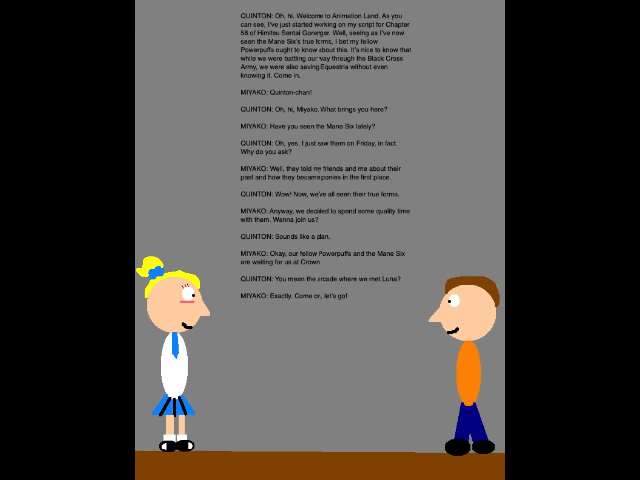 QUINTON: Oh, hi. Welcome to Animation Land. As you
can see, I've just started working on my script for Chapter
58 of Himitsu Sentai Gorenger. Well, seeing as I've now
seen the Mane Six's true forms, I bet my fellow
Powerpuffs ought to know about this. It's nice to know that
while we were battling our way through the Black Cross
Army, we were also saving Equestria without even
knowing it. Come in.
MIYAKO: Quinton-chan!
QUINTON: Oh, hi, Miyako. What brings you here?
MIYAKO: Have you seen the Mane Six lately?
QUINTON: Oh, yes. I just saw them on Friday, in fact.
Why do you ask?
MIYAKO: Well, they told my friends and me about their
past and how they became ponies in the first place.
QUINTON: Wow! Now, we've all seen their true forms.
MIYAKO: Anyway, we decided to spend some quality time
with them. Wanna join us?
QUINTON: Sounds like a plan.
MIYAKO: Okay, our fellow Powerpuffs and the Mane Six
are waiting for us at Crown
QUINTON: You mean the arcade where we met Luna?
MIYAKO: Exactly. Come on, let's go!